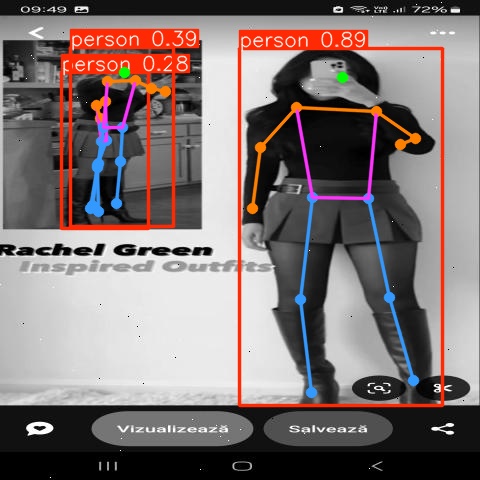 09:49
72%
person 0.39
person 0.89
person 0.28
Rachel Green
Inspired Outfits
Vizualizează
Salvează